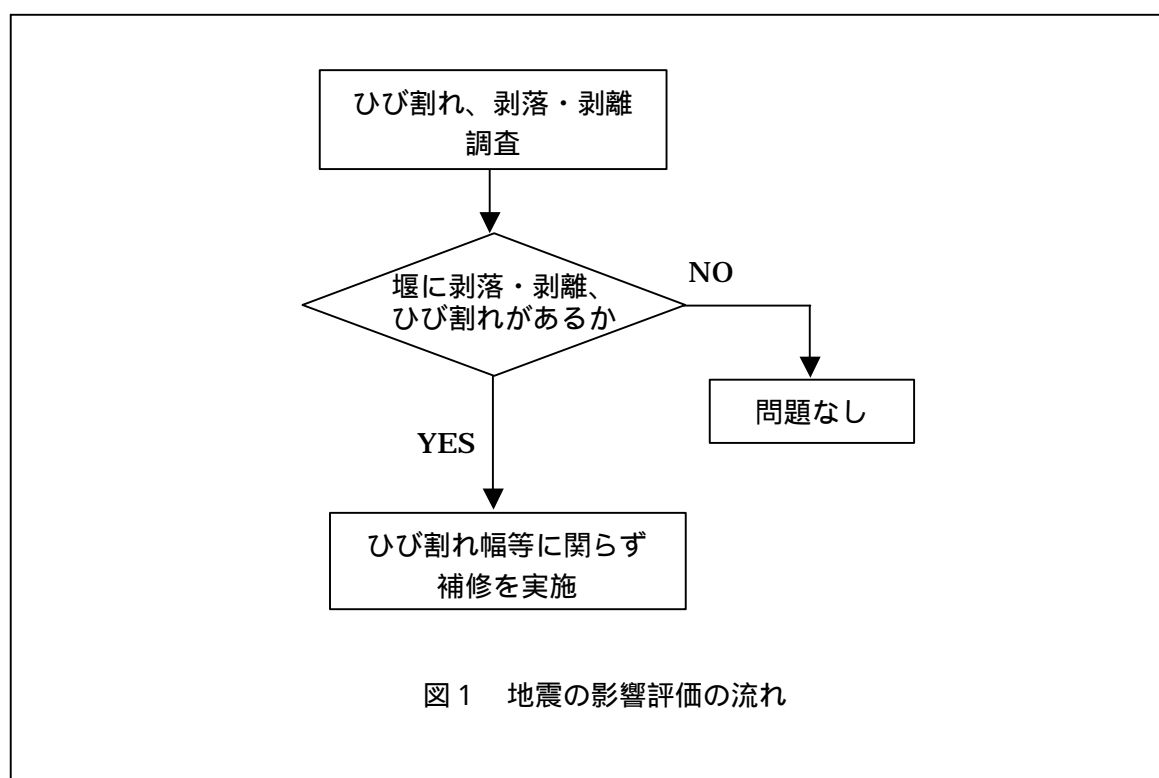 ひび割れ、剥落・剥離
調査
堰に剥落・剥離、
ひび割れがあるか
NO
問題なし
YES
ひび割れ幅等に関らず
補修を実施
図1 地震の影響評価の流れ